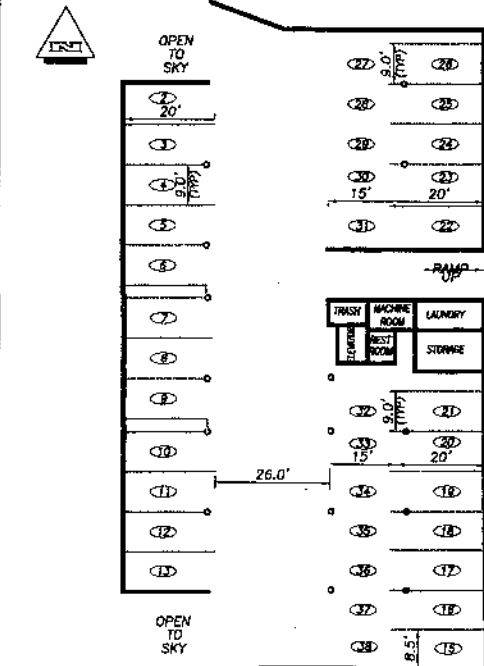 N
OPEN
TO
SKY
2
20'
3
4
9.0'
(TYP)
5
6
7
8
9
10
11
12
13
OPEN
TO
SKY
26.0'
27
9.0'
(TYP)
26
28
25
29
24
30
23
15'
20'
31
22
RAMP
UP
TRASH
MACHINE
ROOM
LAUNDRY
ELEVATOR
REST
ROOM
STORAGE
32
9.0'
(TYP)
21
33
20
15'
20'
34
19
35
18
36
17
37
16
38
8.5'
15